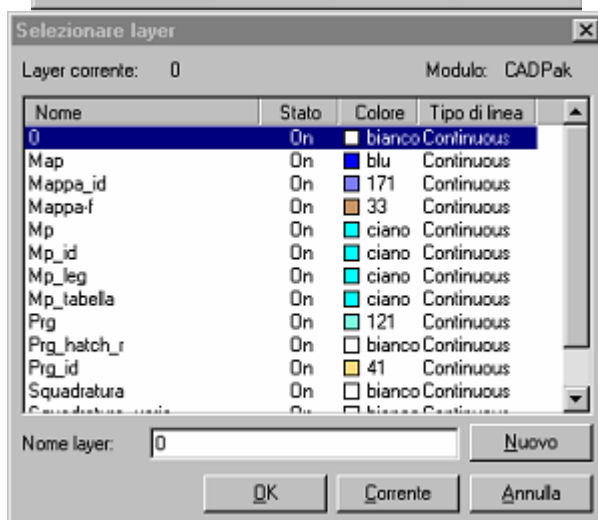 Selezionare layer
Layer corrente: 0 Modulo: CADPak
Nome Stato Colore Tipo di linea
0 On bianco Continuous
Map On blu Continuous
Mappa_id On 171 Continuous
Mappa-f On 33 Continuous
Mp On ciano Continuous
Mp_id On ciano Continuous
Mp_leg On ciano Continuous
Mp_tabella On ciano Continuous
Prg On 121 Continuous
Prg_hatch_r On bianco Continuous
Prg_id On 41 Continuous
Squadratura On bianco Continuous
Nome layer: 0 Nuovo
OK Corrente Annulla